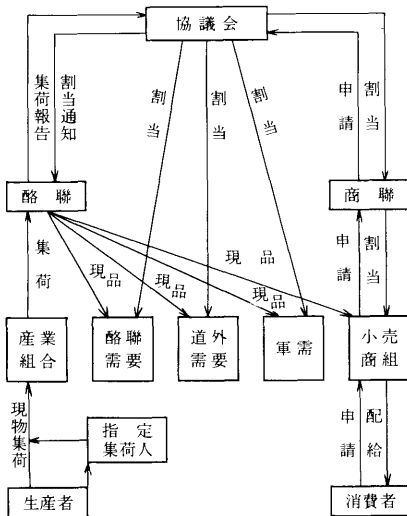 協議会
集荷報告
割当通知
割当
割当
割当
申請
割当
酪聯
商聯
集荷
現品
現品
現品
現品
申請
割当
産業
組合
酪聯
需要
道外
需要
軍需
小売
商組
現物集荷
指定
集荷人
申請
配給
生産者
消費者